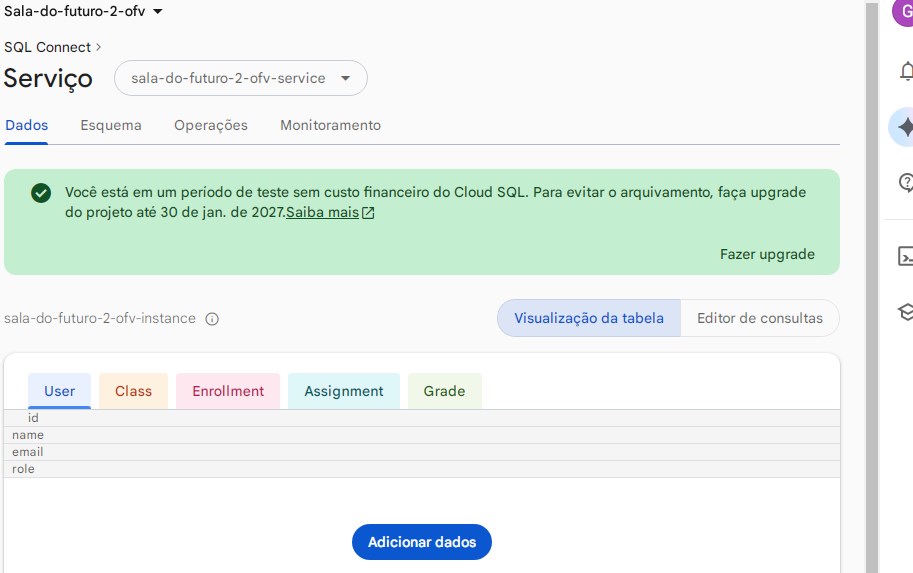 Sala-do-futuro-2-ofv
G
SQL Connect
Serviço
sala-do-futuro-2-ofv-service
Dados Esquema Operações Monitoramento
Você está em um período de teste sem custo financeiro do Cloud SQL. Para evitar o arquivamento, faça upgrade
do projeto até 30 de jan. de 2027.Saiba mais
Fazer upgrade
sala-do-futuro-2-ofv-instance
Visualização da tabela Editor de consultas
User Class Enrollment Assignment Grade
id
name
email
role
Adicionar dados